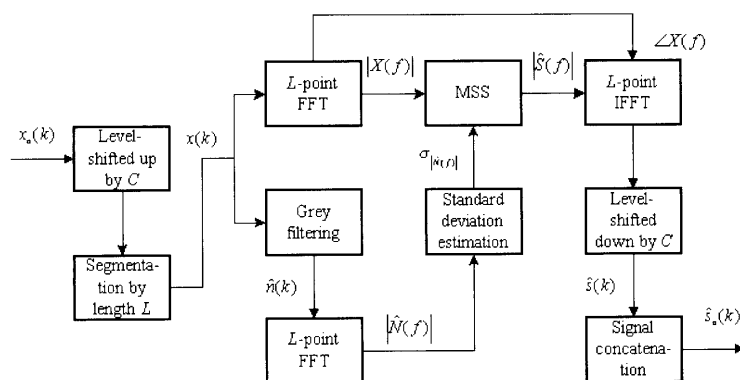 ∠X(f)
L-point
FFT
|X(f)|
MSS
|Ŝ(f)|
L-point
IFFT
xₒ(k)
Level-
shifted up
by C
x(k)
σ|N̂(f)|
Grey
filtering
Standard
deviation
estimation
Level-
shifted
down by C
Segmenta-
tion by
length L
n̂(k)
ŝ(k)
L-point
FFT
|N̂(f)|
Signal
concatena-
tion
ŝₒ(k)